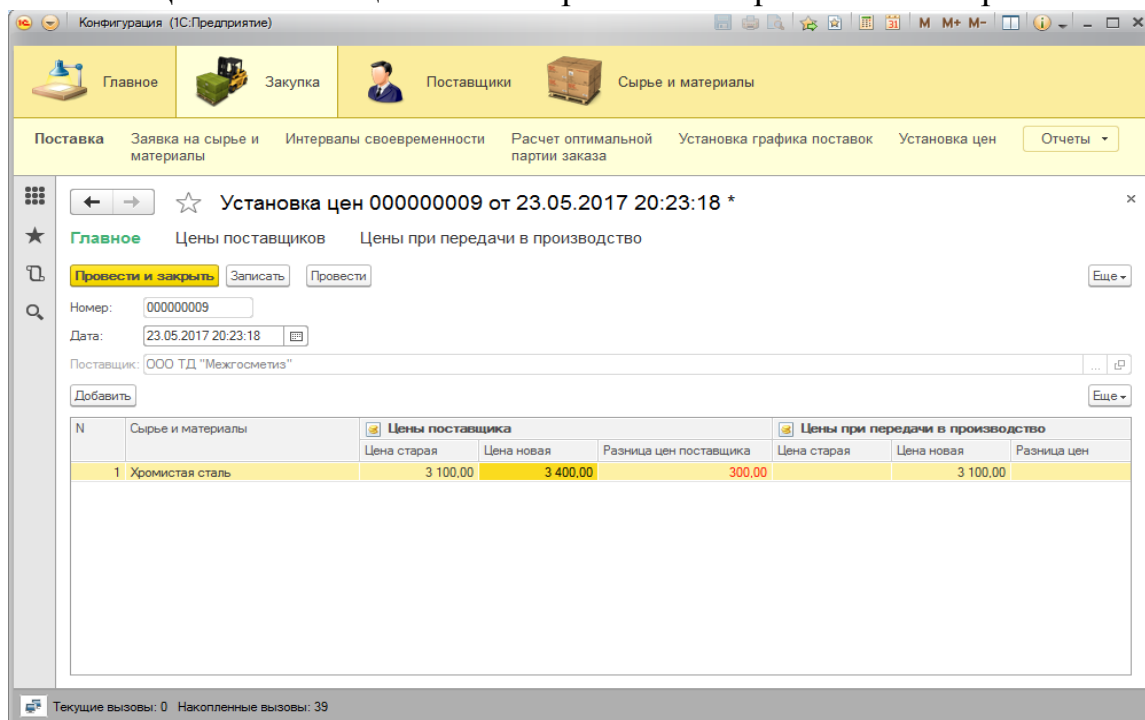 Конфигурация (1С:Предприятие)
M M+ M-
Главное Закупка Поставщики Сырье и материалы
Поставка Заявка на сырье и материалы Интервалы своевременности Расчет оптимальной партии заказа Установка графика поставок Установка цен Отчеты
Установка цен 000000009 от 23.05.2017 20:23:18 *
Главное Цены поставщиков Цены при передачи в производство
Провести и закрыть Записать Провести Еще
Номер: 000000009
Дата: 23.05.2017 20:23:18
Поставщик: ООО ТД "Межгосметиз" ...
Добавить Еще
N Сырье и материалы Цены поставщика Цены при передачи в производство
Цена старая Цена новая Разница цен поставщика Цена старая Цена новая Разница цен
1 Хромистая сталь 3 100,00 3 400,00 300,00 3 100,00
Текущие вызовы: 0 Накопленные вызовы: 39